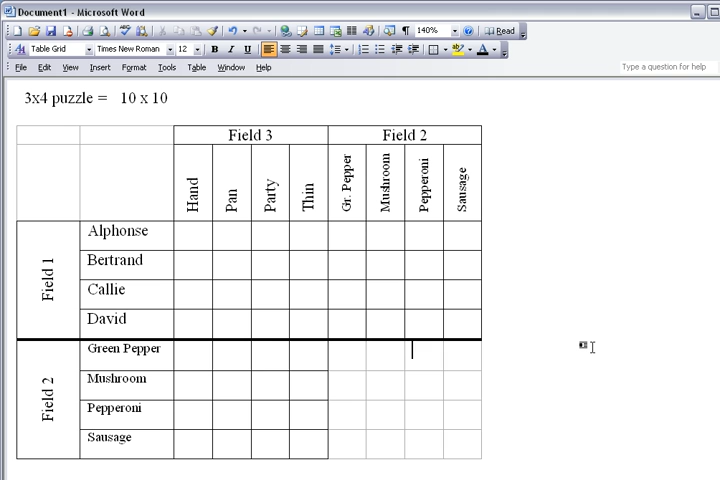 Document1 - Microsoft Word
140%
Read
Table Grid
Times New Roman
12
B I U
File Edit View Insert Format Tools Table Window Help
Type a question for help
3x4 puzzle = 10 x 10
Field 3 Field 2
Hand Pan Party Thin Gr. Pepper Mushroom Pepperoni Sausage
Field 1
Alphonse
Bertrand
Callie
David
Field 2
Green Pepper
Mushroom
Pepperoni
Sausage